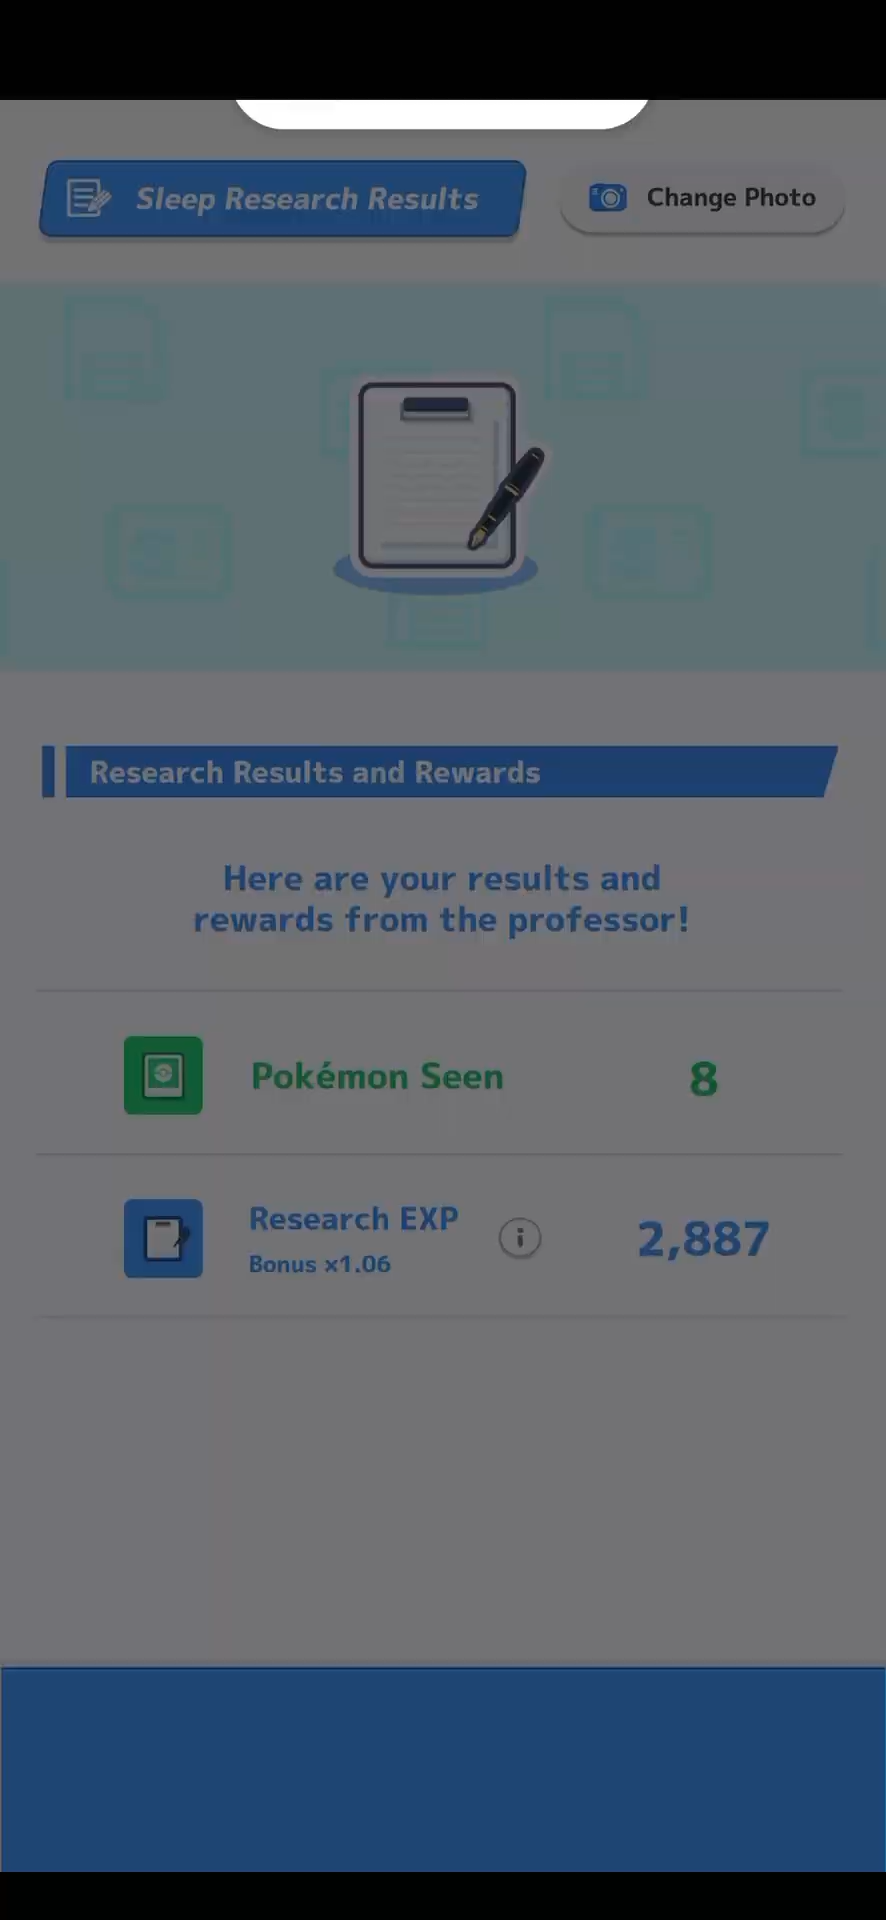 Sleep Research Results
Change Photo
Research Results and Rewards
Here are your results and
rewards from the professor!
Pokémon Seen
8
Research EXP
Bonus ×1.06
2,887